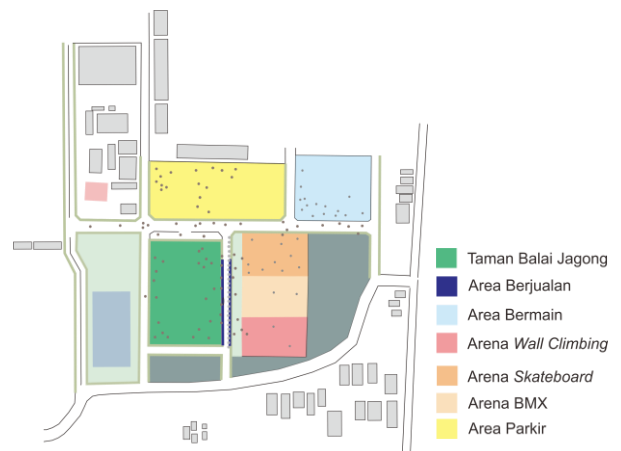 Taman Balai Jagong
Area Berjualan
Area Bermain
Arena Wall Climbing
Arena Skateboard
Arena BMX
Area Parkir